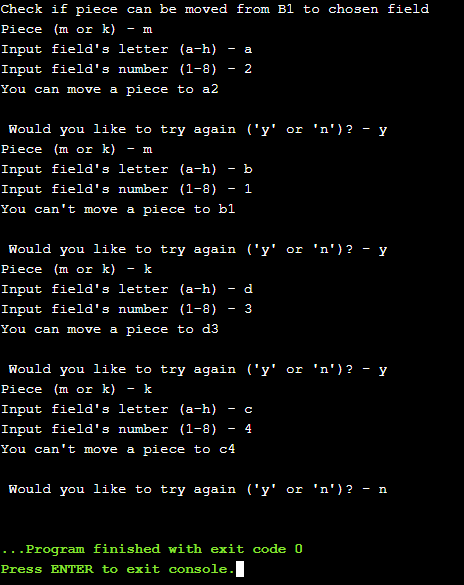 Check if piece can be moved from B1 to chosen field
Piece (m or k) - m
Input field's letter (a-h) - a
Input field's number (1-8) - 2
You can move a piece to a2
Would you like to try again ('y' or 'n')? - y
Piece (m or k) - m
Input field's letter (a-h) - b
Input field's number (1-8) - 1
You can't move a piece to b1
Would you like to try again ('y' or 'n')? - y
Piece (m or k) - k
Input field's letter (a-h) - d
Input field's number (1-8) - 3
You can move a piece to d3
Would you like to try again ('y' or 'n')? - y
Piece (m or k) - k
Input field's letter (a-h) - c
Input field's number (1-8) - 4
You can't move a piece to c4
Would you like to try again ('y' or 'n')? - n
...Program finished with exit code 0
Press ENTER to exit console.